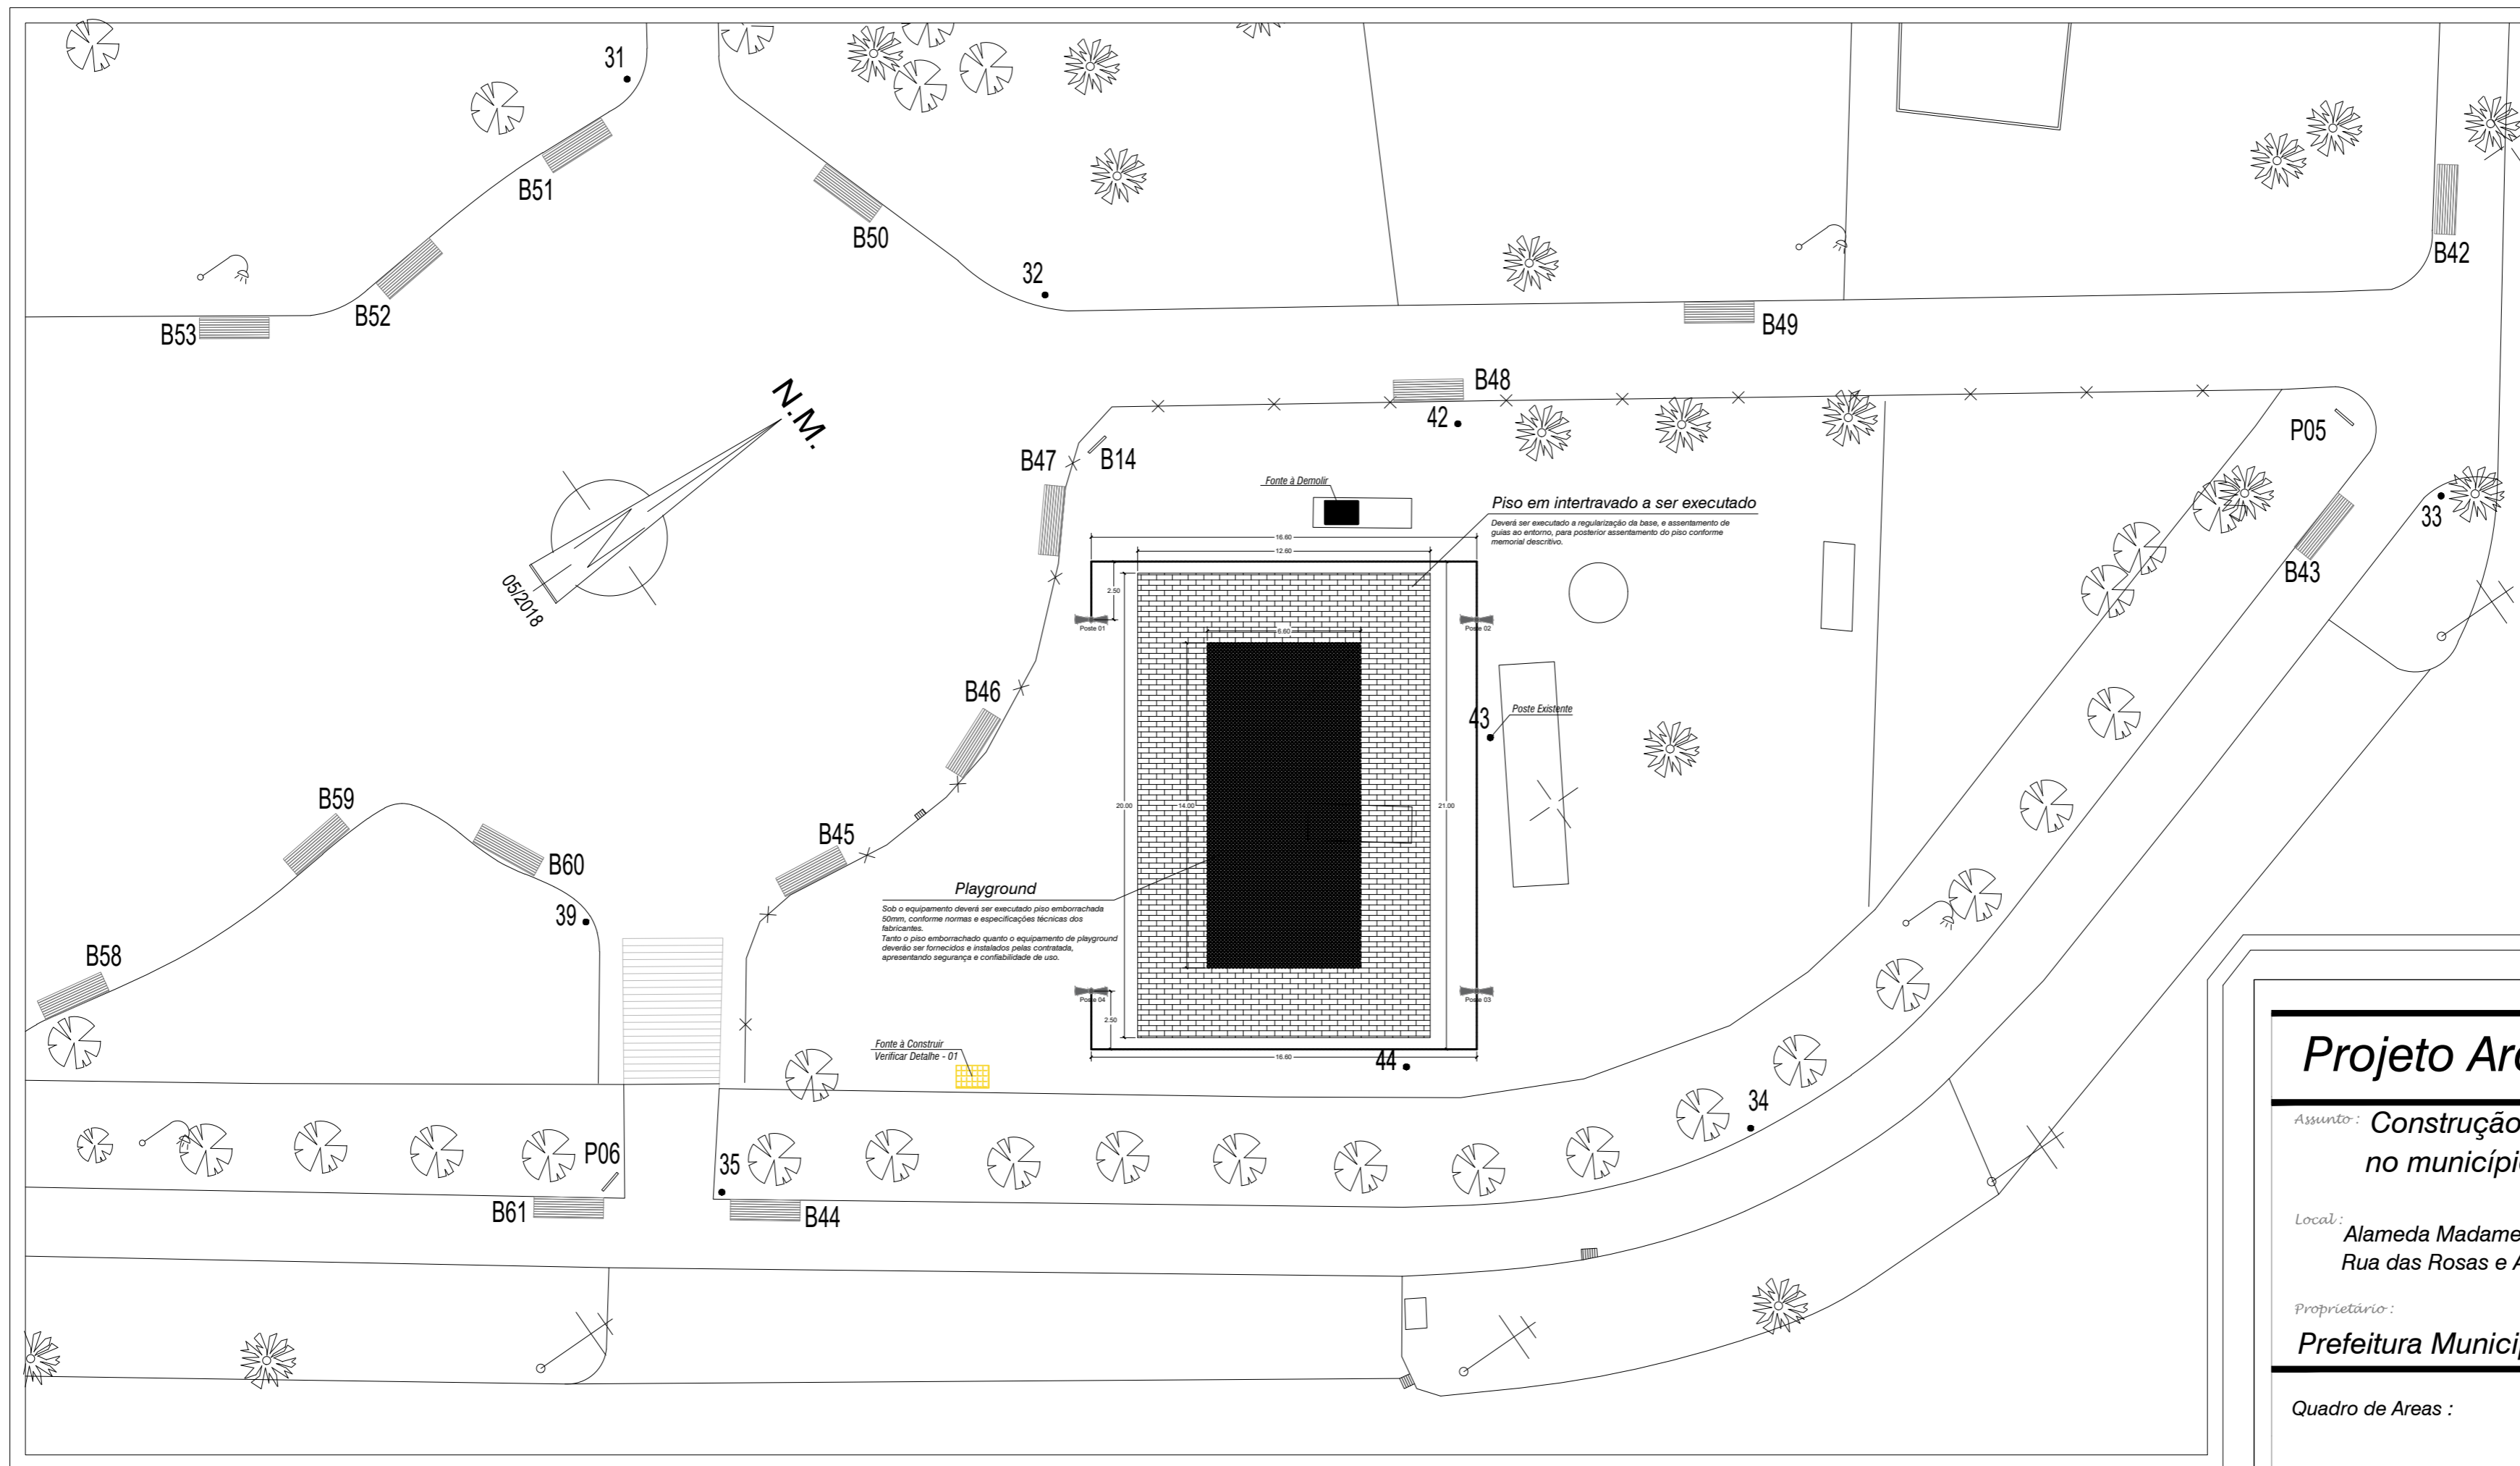 31
B51
B50
32
B52
B53
B42
B49
N.M.
05/2018
B48
42
B47
B14
P05
33
B43
Fonte à Demolir
Piso em intertravado a ser executado
Deverá ser executado a regularização da base, e assentamento de
guias ao entorno, para posterior assentamento do piso conforme
memorial descritivo.
16.60
12.60
2.50
Poste 01
Poste 02
6.60
B46
43
Poste Existente
20.00
14.00
21.00
B59
B60
B45
39
B58
Playground
Sob o equipamento deverá ser executado piso emborrachada
50mm, conforme normas e especificações técnicas dos
fabricantes.
Tanto o piso emborrachado quanto o equipamento de playground
deverão ser fornecidos e instalados pelas contratada,
apresentando segurança e confiabilidade de uso.
Poste 04
Poste 03
2.50
16.60
44
Fonte à Construir
Verificar Detalhe - 01
34
P06
35
B61
B44
Projeto Arq
Assunto : Construção
no município
Local :
Alameda Madame
Rua das Rosas e A
Proprietário :
Prefeitura Municip
Quadro de Areas :